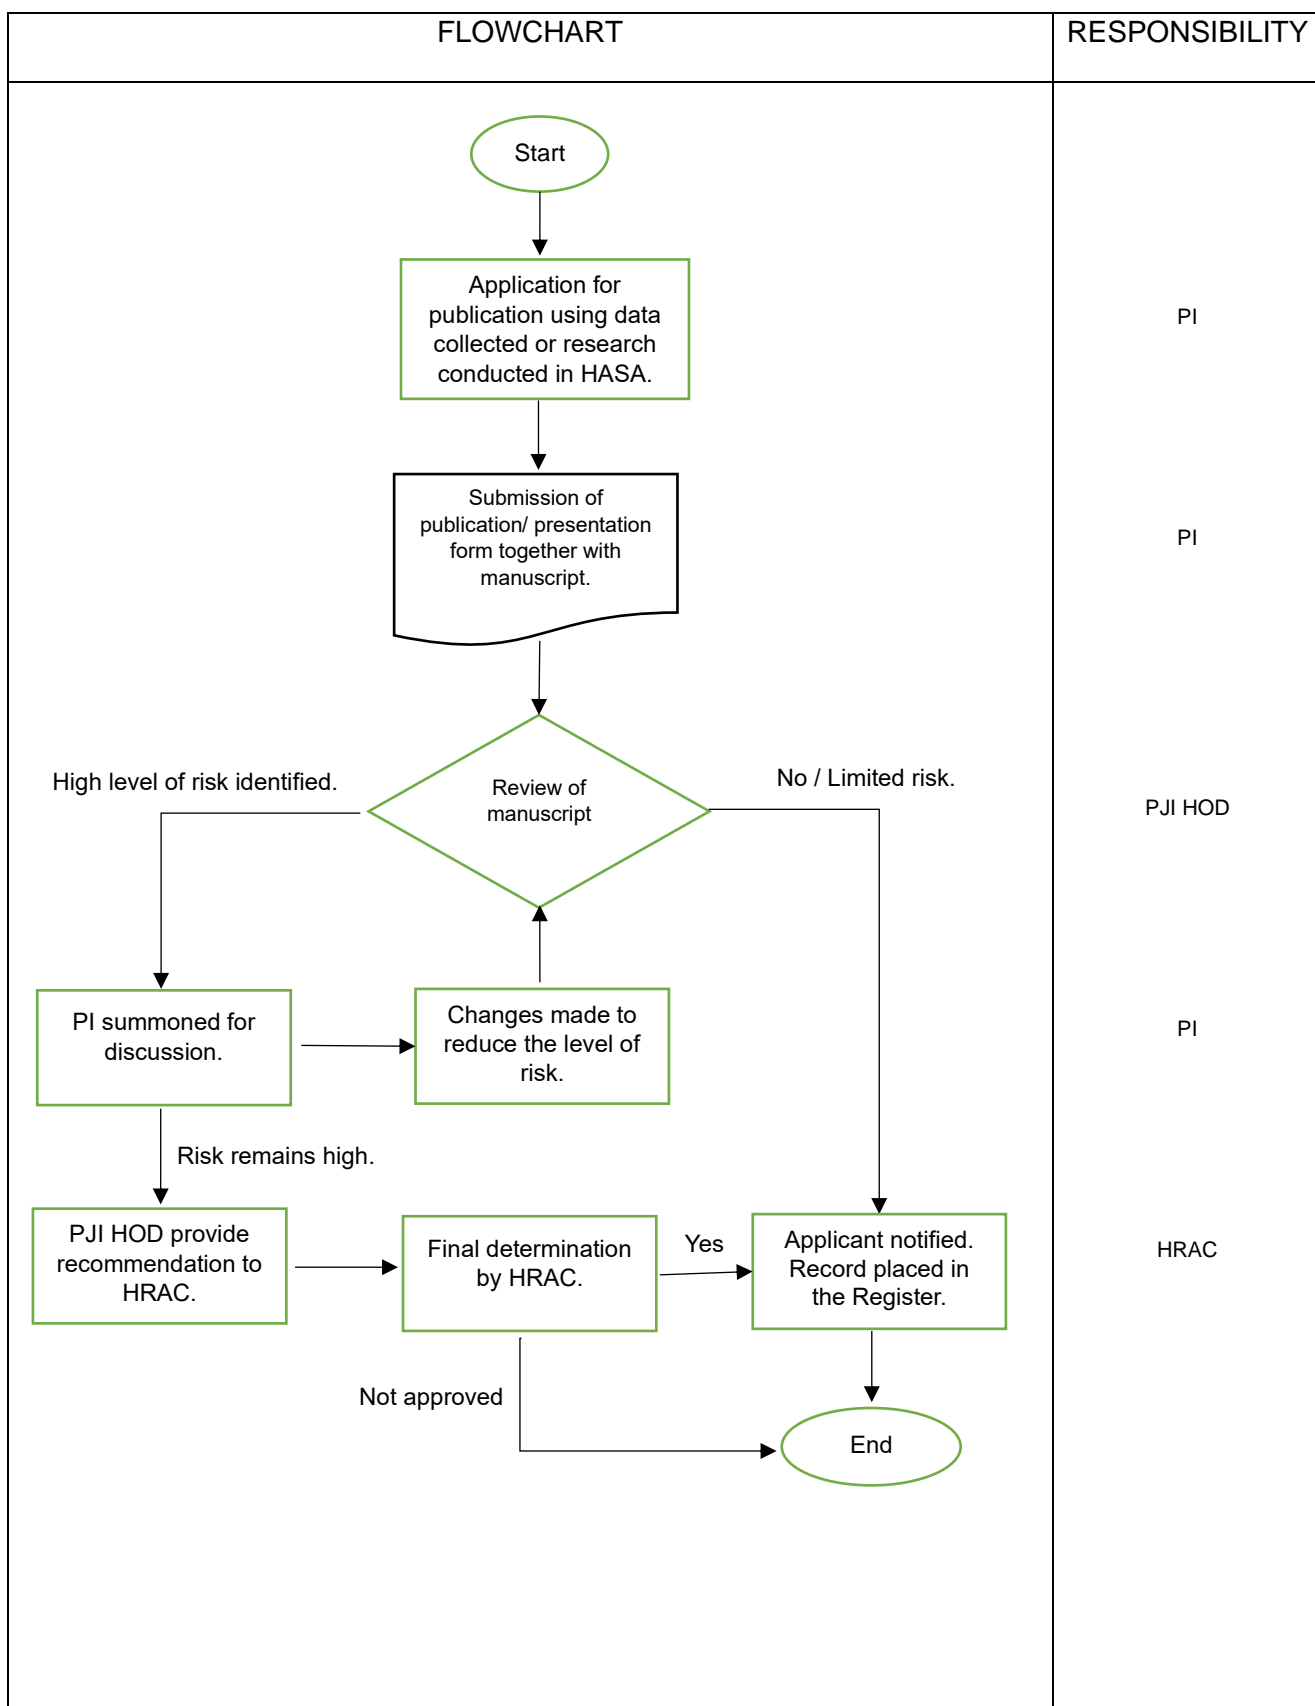 FLOWCHART
RESPONSIBILITY
Start
Application for
publication using data
collected or research
conducted in HASA.
PI
Submission of
publication/ presentation
form together with
manuscript.
PI
High level of risk identified.
Review of
manuscript
No / Limited risk.
PJI HOD
PI summoned for
discussion.
Changes made to
reduce the level of
risk.
PI
Risk remains high.
PJI HOD provide
recommendation to
HRAC.
Final determination
by HRAC.
Yes
Applicant notified.
Record placed in
the Register.
HRAC
Not approved
End